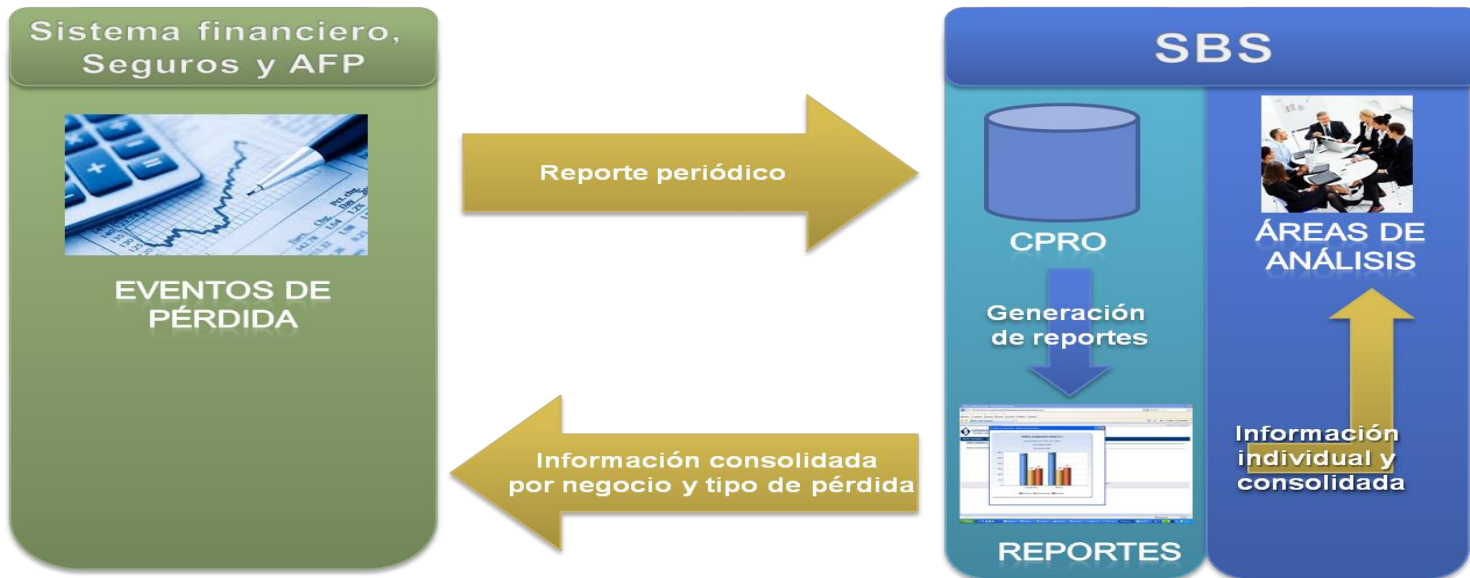 Sistema financiero,
Seguros y AFP
EVENTOS DE
PÉRDIDA
Reporte periódico
Información consolidada
por negocio y tipo de pérdida
SBS
CPRO
Generación
de reportes
REPORTES
ÁREAS DE
ANÁLISIS
Información
individual y
consolidada